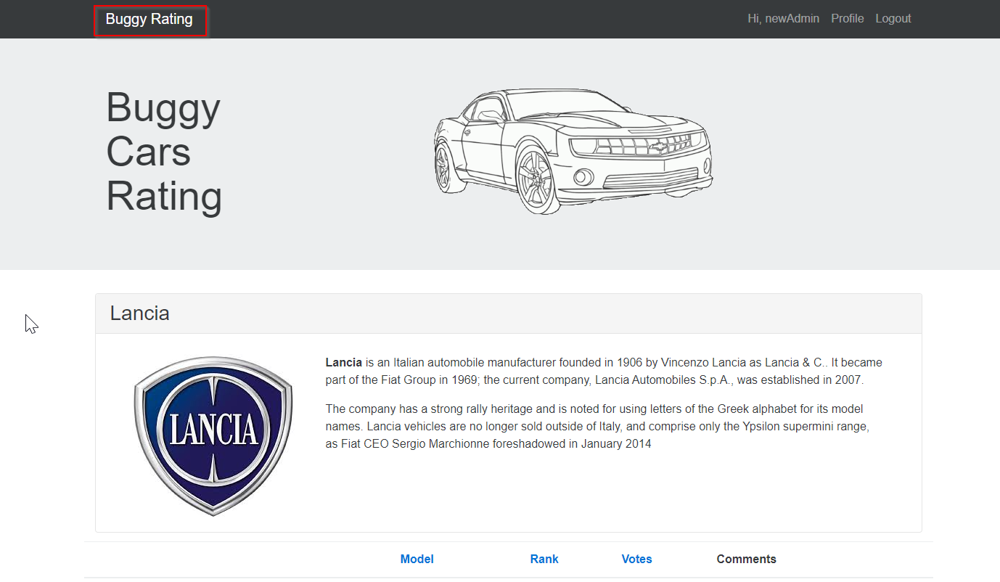 Buggy Rating
Hi, newAdmin Profile Logout
Buggy
Cars
Rating
Lancia
LANCIA
Lancia is an Italian automobile manufacturer founded in 1906 by Vincenzo Lancia as Lancia & C.. It became
part of the Fiat Group in 1969; the current company, Lancia Automobiles S.p.A., was established in 2007.
The company has a strong rally heritage and is noted for using letters of the Greek alphabet for its model
names. Lancia vehicles are no longer sold outside of Italy, and comprise only the Ypsilon supermini range,
as Fiat CEO Sergio Marchionne foreshadowed in January 2014
Model Rank Votes Comments